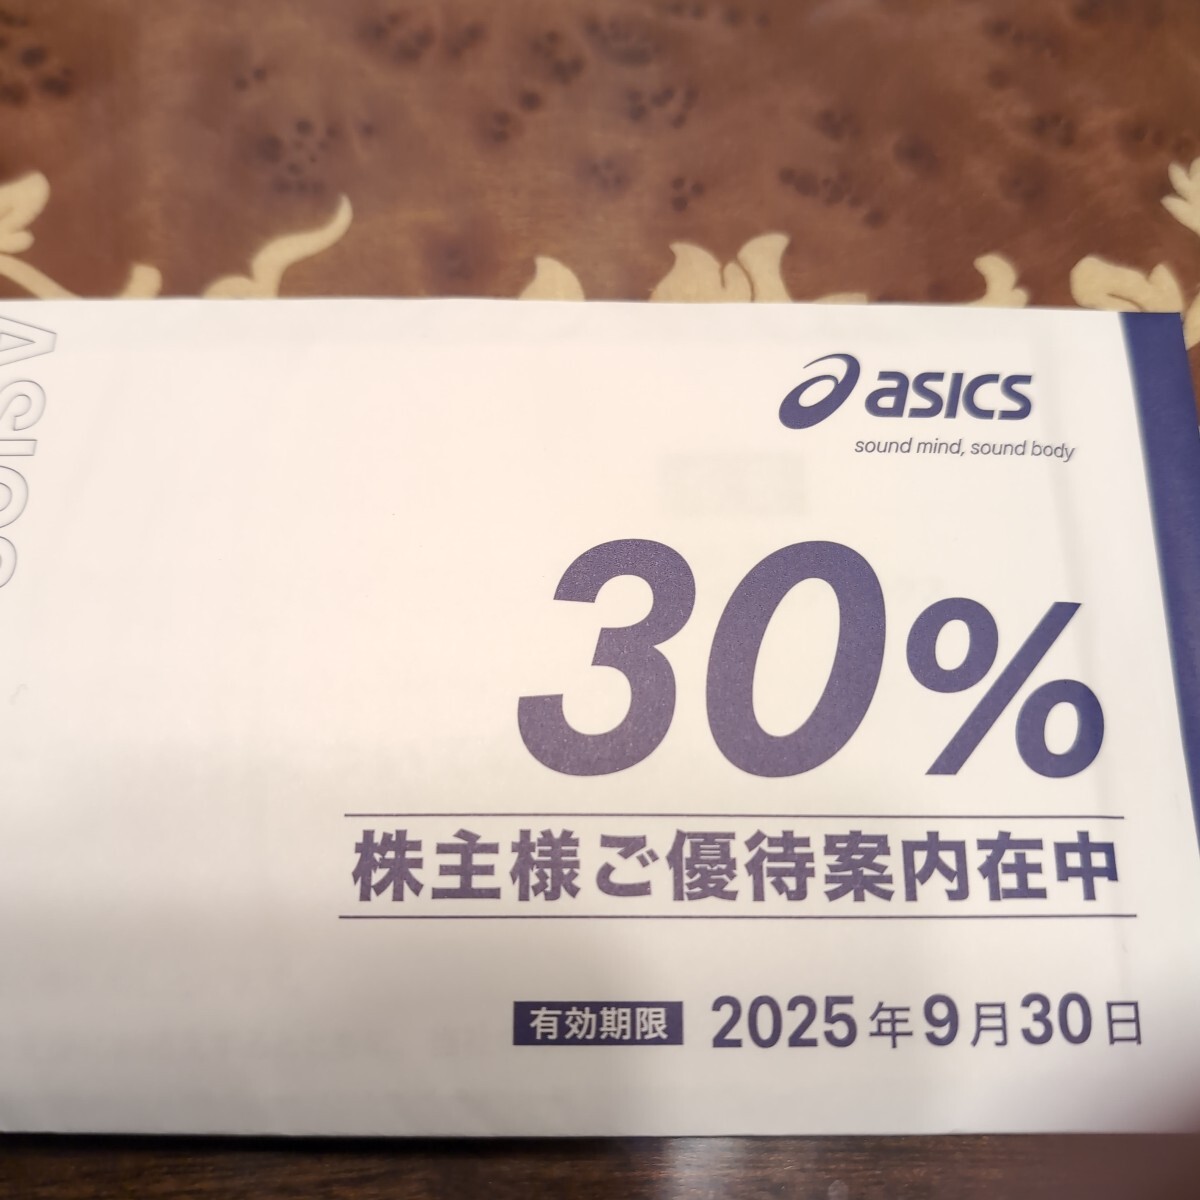 ASICS
asics
sound mind, sound body
30%
株主様ご優待案内在中
有効期限 2025年9月30日